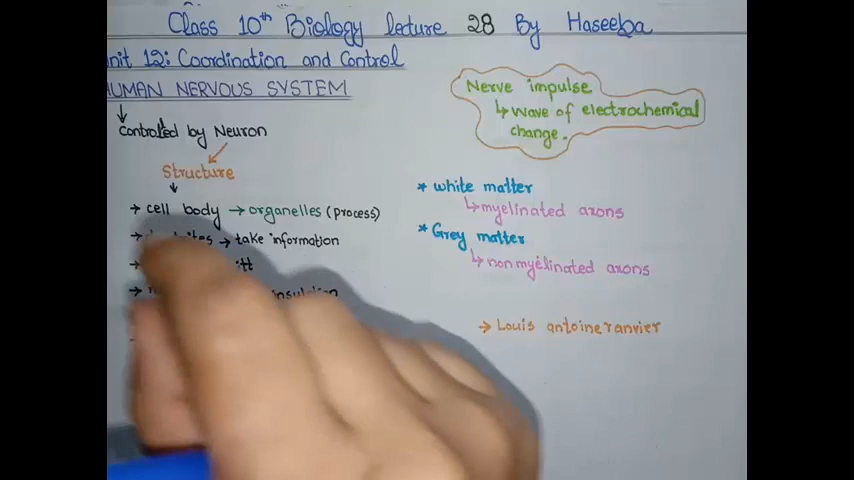 Class 10th Biology lecture 28 By Haseeba
nit 12: Coordination and Control
HUMAN NERVOUS SYSTEM
Nerve impulse
↳ wave of electrochemical
change.
↓
Controlled by Neuron
Structure
↓
→ cell body → organelles (process)
→ take information
→
→ insulation
* white matter
↳ myelinated axons
* Grey matter
↳ non myelinated axons
→ Louis antoine ranvier